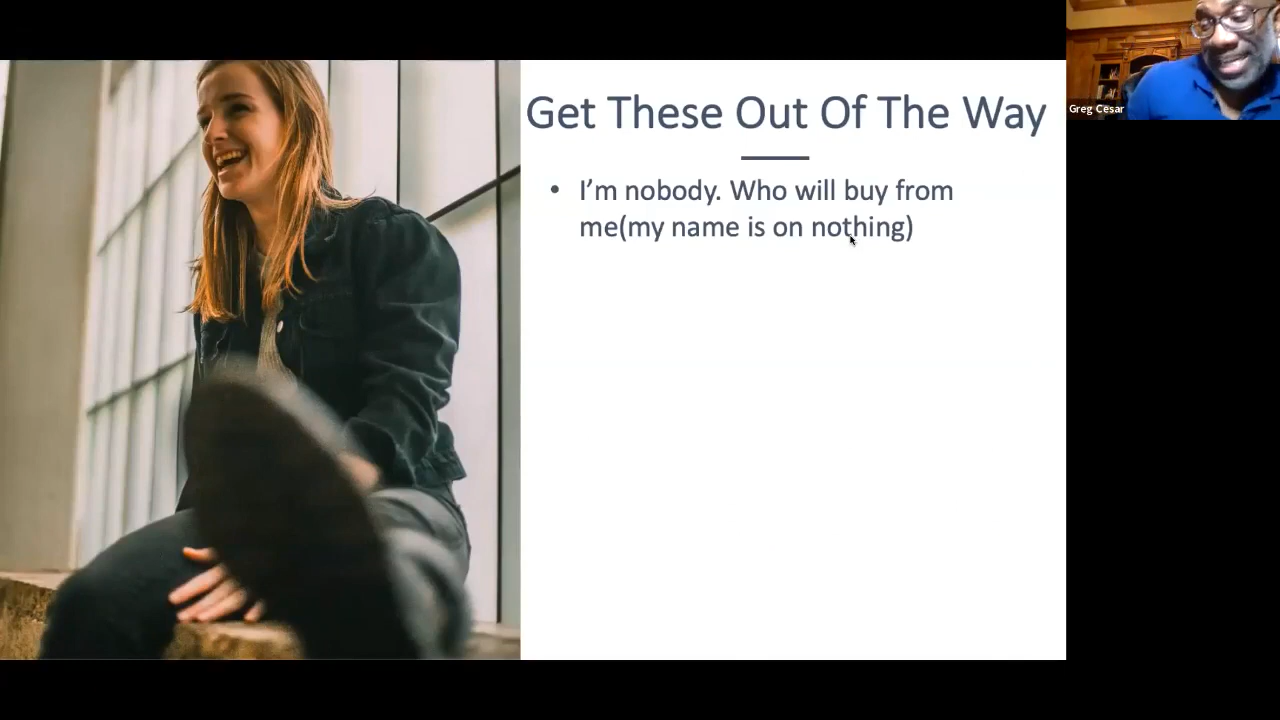 Get These Out Of The Way
• I’m nobody. Who will buy from
me(my name is on nothing)
Greg Cesar